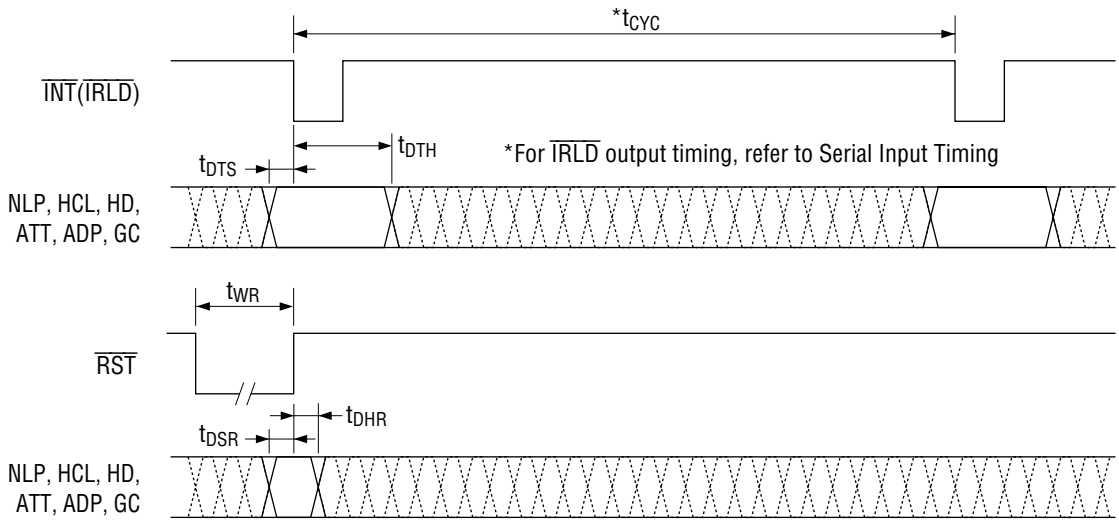 *tCYC
INT(IRLD)
tDTH
*For IRLD output timing, refer to Serial Input Timing
tDTS
NLP, HCL, HD,
ATT, ADP, GC
tWR
RST
tDHR
tDSR
NLP, HCL, HD,
ATT, ADP, GC